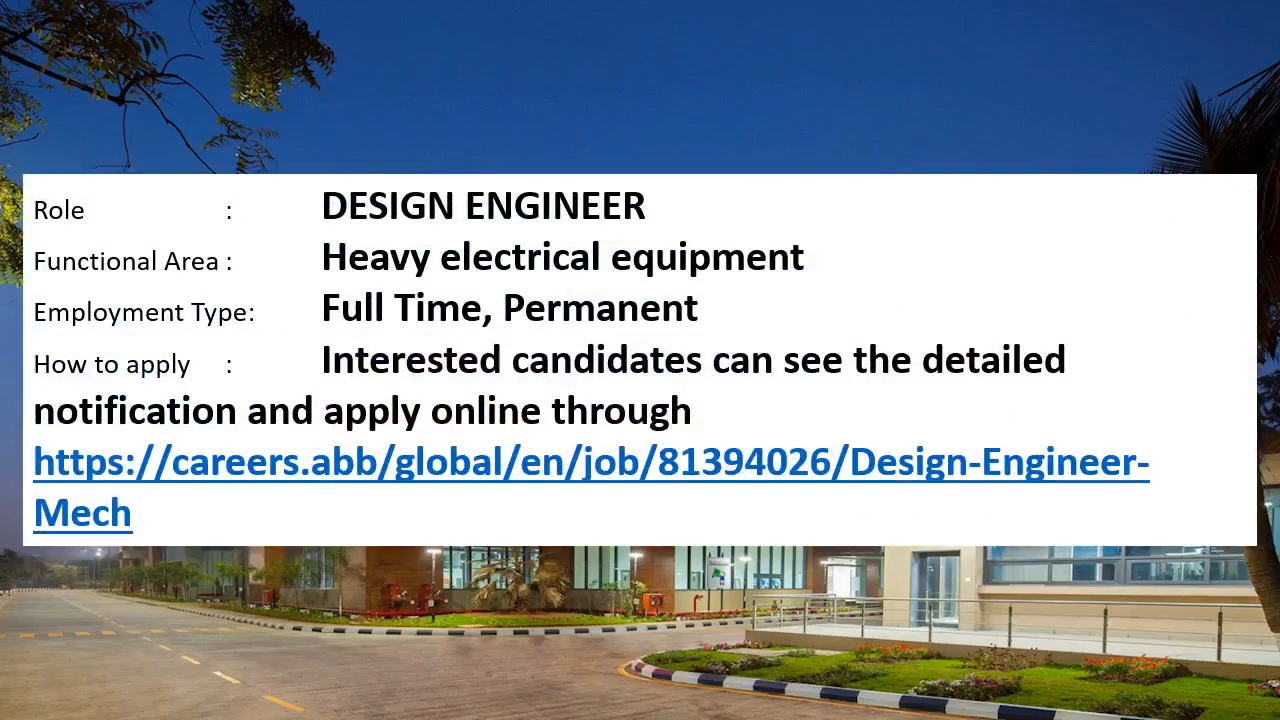 Role : DESIGN ENGINEER
Functional Area : Heavy electrical equipment
Employment Type: Full Time, Permanent
How to apply : Interested candidates can see the detailed
notification and apply online through
https://careers.abb/global/en/job/81394026/Design-Engineer-
Mech